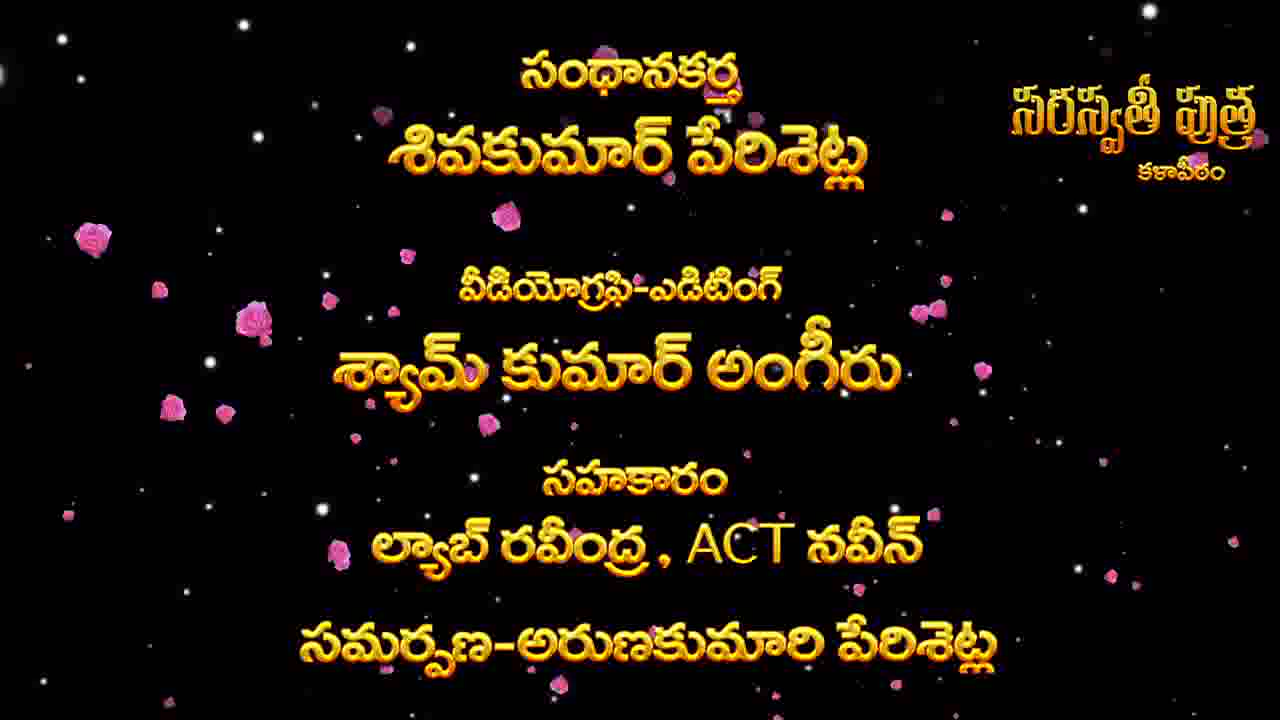 సంధానకర్త
శివకుమార్ పేరిశెట్ల
సరస్వతీ పుత్ర
కళాపీఠం
వీడియోగ్రఫి-ఎడిటింగ్
శ్యామ్ కుమార్ అంగీరు
సహకారం
ల్యాబ్ రవీంద్ర, ACT నవీన్
సమర్పణ-అరుణకుమారి పేరిశెట్ల